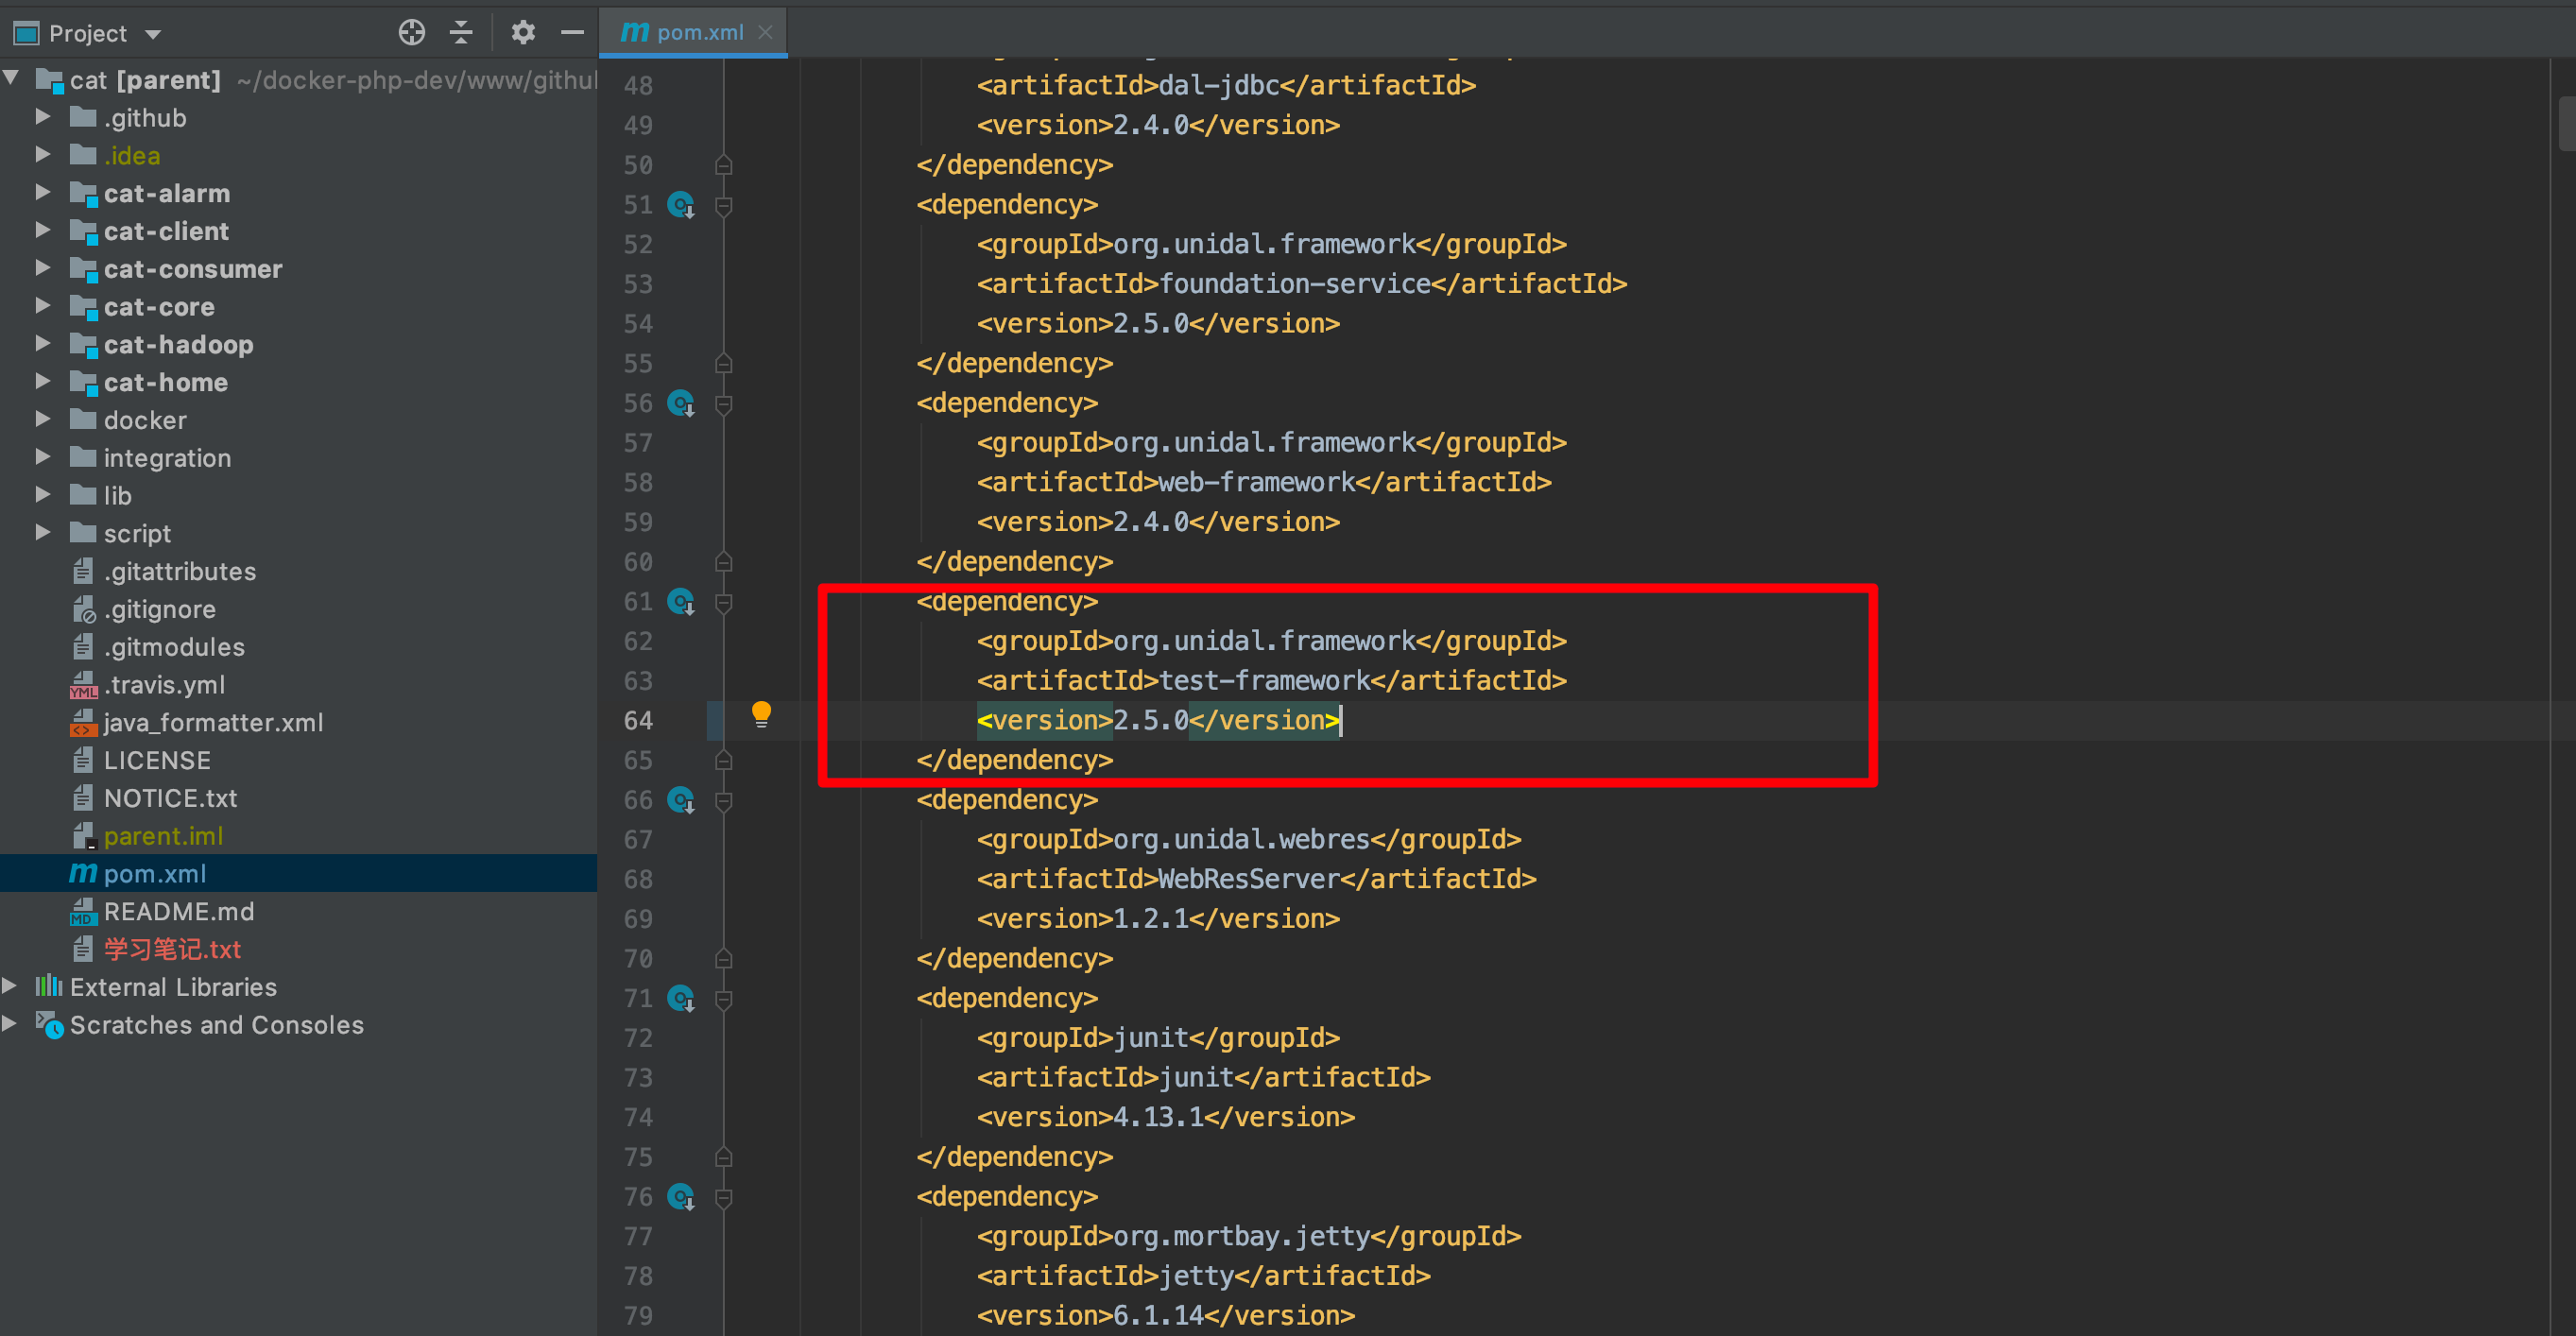 Project
cat [parent] ~/docker-php-dev/www/githu
.github
.idea
cat-alarm
cat-client
cat-consumer
cat-core
cat-hadoop
cat-home
docker
integration
lib
script
.gitattributes
.gitignore
.gitmodules
.travis.yml
java_formatter.xml
LICENSE
NOTICE.txt
parent.iml
pom.xml
README.md
学习笔记.txt
External Libraries
Scratches and Consoles
pom.xml
48 <artifactId>dal-jdbc</artifactId>
49 <version>2.4.0</version>
50 </dependency>
51 <dependency>
52 <groupId>org.unidal.framework</groupId>
53 <artifactId>foundation-service</artifactId>
54 <version>2.5.0</version>
55 </dependency>
56 <dependency>
57 <groupId>org.unidal.framework</groupId>
58 <artifactId>web-framework</artifactId>
59 <version>2.4.0</version>
60 </dependency>
61 <dependency>
62 <groupId>org.unidal.framework</groupId>
63 <artifactId>test-framework</artifactId>
64 <version>2.5.0</version>
65 </dependency>
66 <dependency>
67 <groupId>org.unidal.webres</groupId>
68 <artifactId>WebResServer</artifactId>
69 <version>1.2.1</version>
70 </dependency>
71 <dependency>
72 <groupId>junit</groupId>
73 <artifactId>junit</artifactId>
74 <version>4.13.1</version>
75 </dependency>
76 <dependency>
77 <groupId>org.mortbay.jetty</groupId>
78 <artifactId>jetty</artifactId>
79 <version>6.1.14</version>